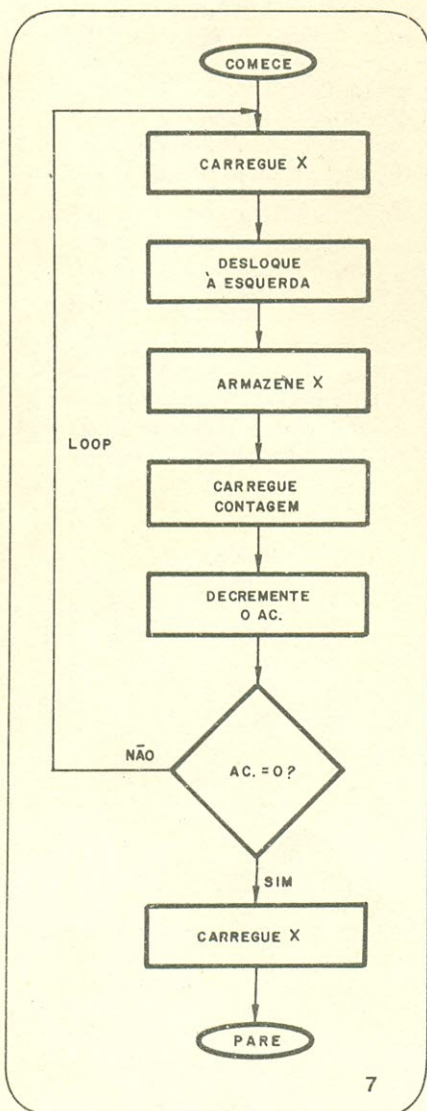 COMECE
CARREGUE X
DESLOQUE
À ESQUERDA
ARMAZENE X
LOOP
CARREGUE
CONTAGEM
DECREMENTE
O AC.
NÃO
AC. = 0 ?
SIM
CARREGUE X
PARE
7